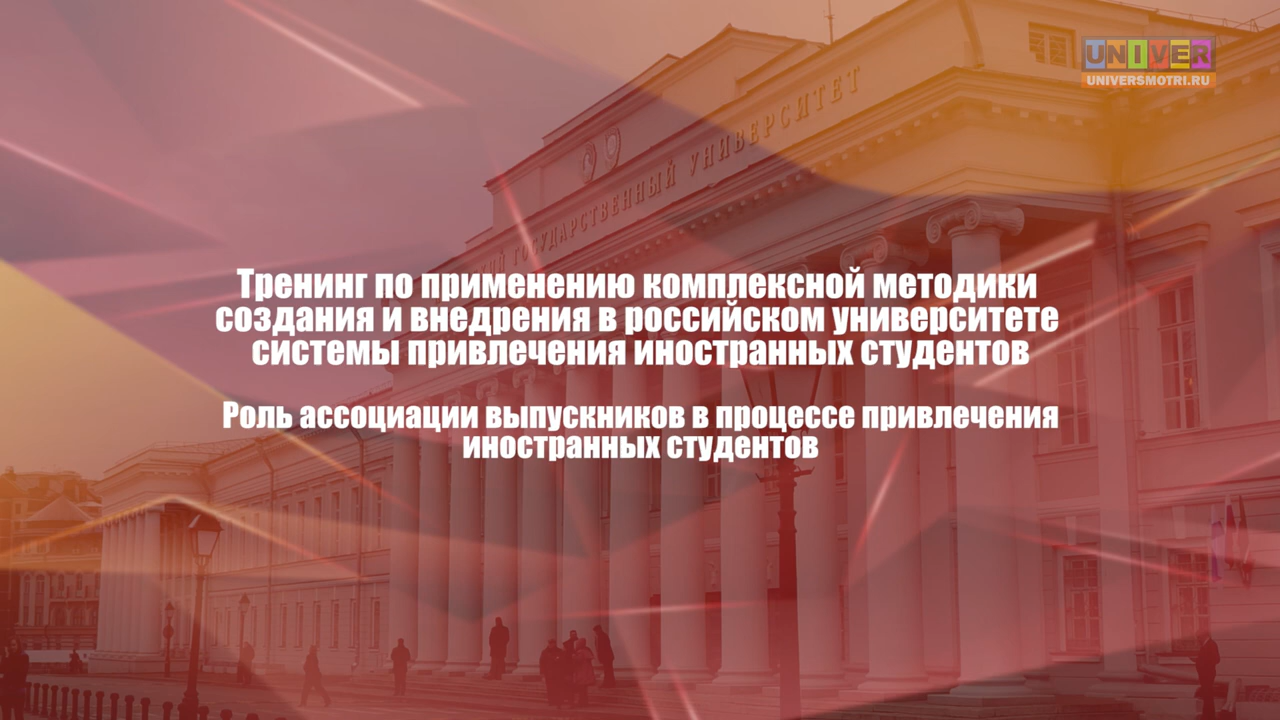 UNIVER
UNIVERSMOTRI.RU
ГОСУДАРСТВЕННЫЙ УНИВЕРСИТЕТ
Тренинг по применению комплексной методики
создания и внедрения в российском университете
системы привлечения иностранных студентов
Роль ассоциации выпускников в процессе привлечения
иностранных студентов